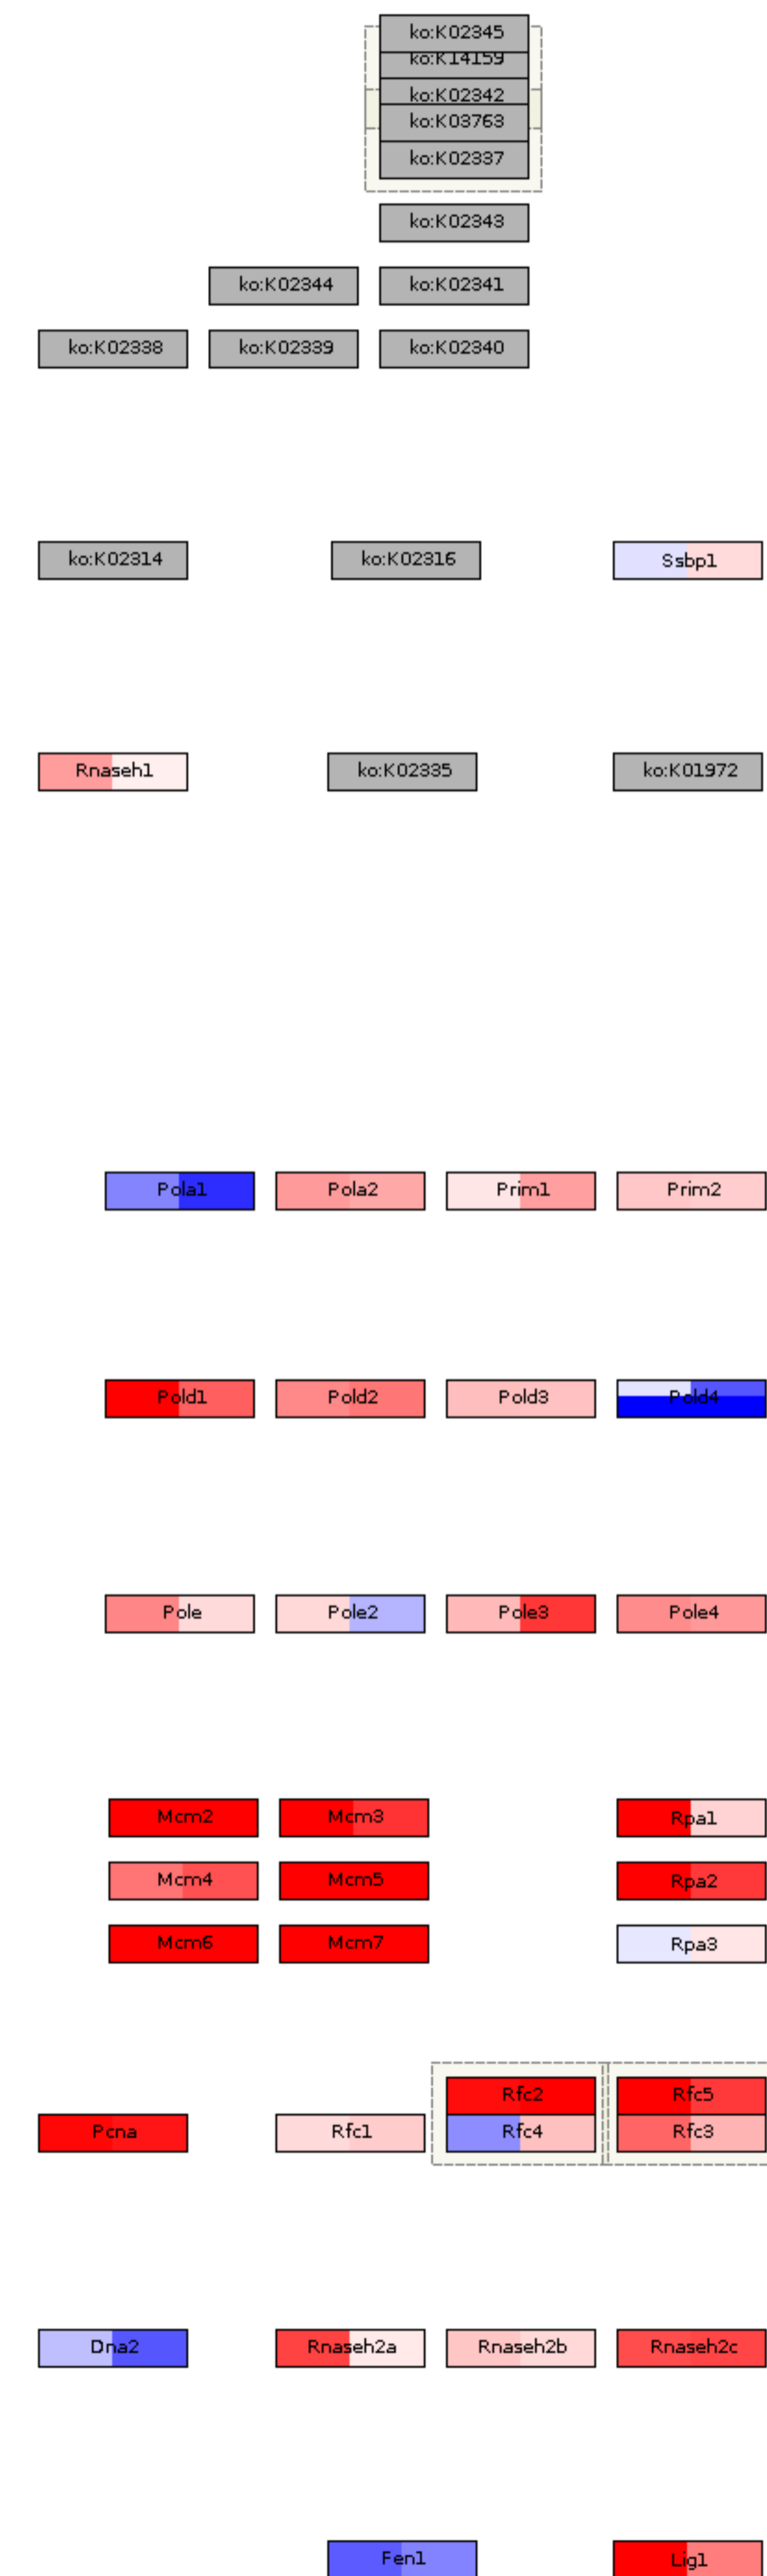 ko:K02345
ko:K14159
ko:K02342
ko:K03763
ko:K02337
ko:K02343
ko:K02344 ko:K02341
ko:K02338 ko:K02339 ko:K02340
ko:K02314 ko:K02316 Ssbp1
Rnaseh1 ko:K02335 ko:K01972
Pola1 Pola2 Prim1 Prim2
Pold1 Pold2 Pold3 Pold4
Pole Pole2 Pole3 Pole4
Mcm2 Mcm3 Rpa1
Mcm4 Mcm5 Rpa2
Mcm6 Mcm7 Rpa3
Rfc2 Rfc5
Pcna Rfc1 Rfc4 Rfc3
Dna2 Rnaseh2a Rnaseh2b Rnaseh2c
Fen1 Lig1